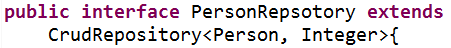 public interface PersonRepsotory extends
CrudRepository<Person, Integer>{